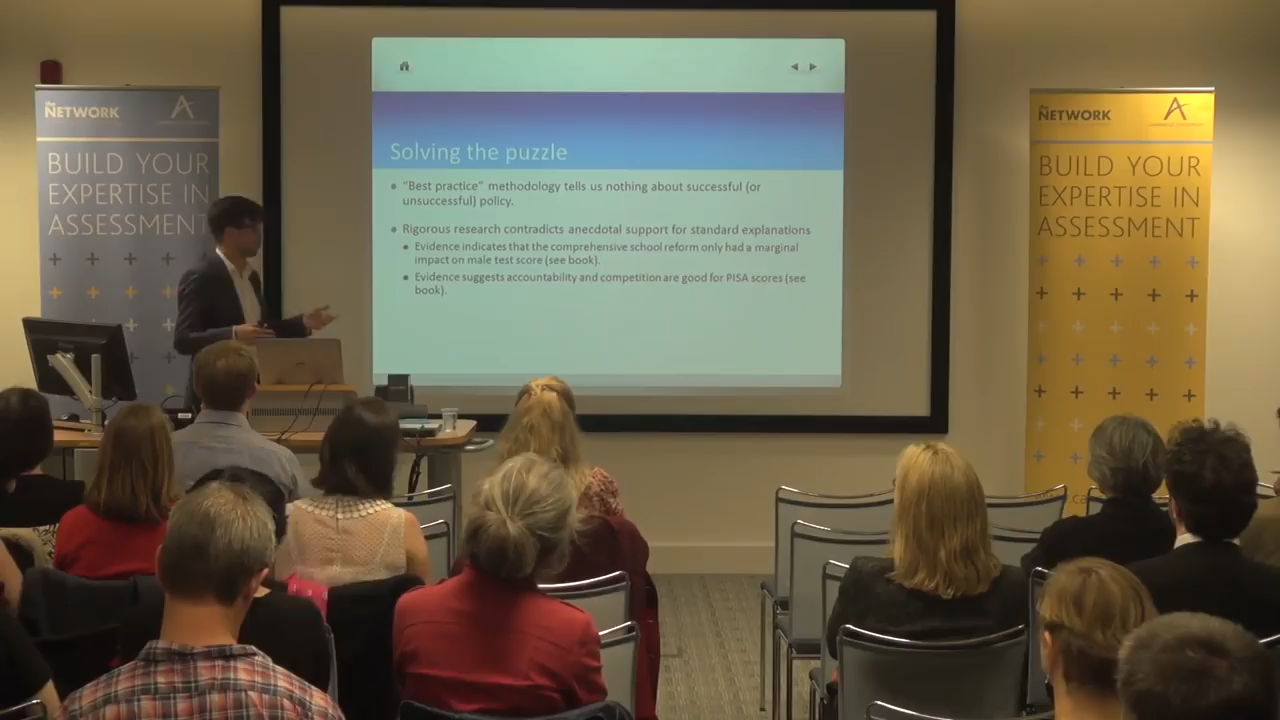 the
NETWORK
BUILD YOUR
EXPERTISE IN
ASSESSMENT
Solving the puzzle
"Best practice" methodology tells us nothing about successful (or
unsuccessful) policy.
Rigorous research contradicts anecdotal support for standard explanations
Evidence indicates that the comprehensive school reform only had a marginal
impact on male test score (see book).
Evidence suggests accountability and competition are good for PISA scores (see
book).
the
NETWORK
BUILD YOUR
EXPERTISE IN
ASSESSMENT